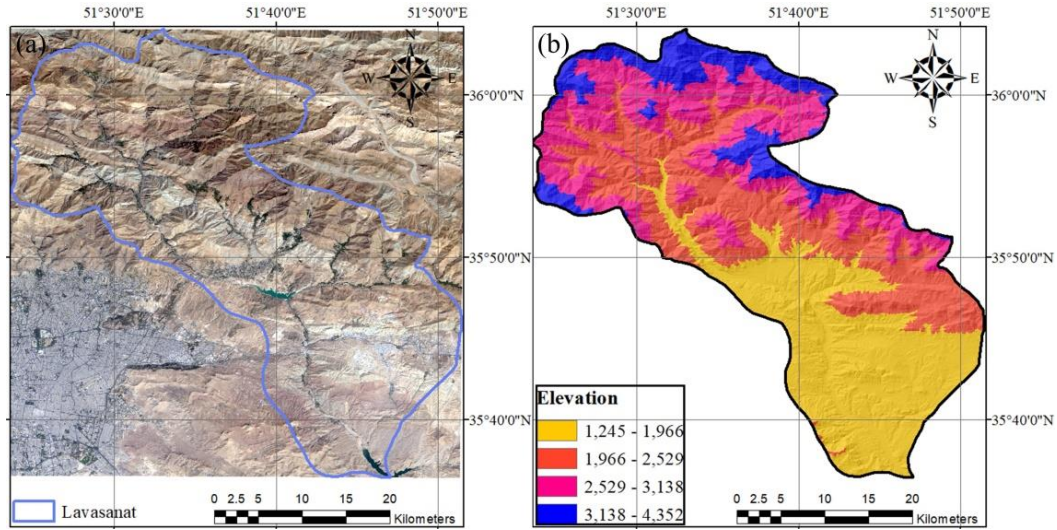 51°30'0"E 51°40'0"E 51°50'0"E
(a)
N
W E
S
Lavasanat
0 2.5 5 10 15 20
Kilometers
51°30'0"E 51°40'0"E 51°50'0"E
(b)
N
W E
S
36°0'0"N 36°0'0"N
35°50'0"N 35°50'0"N
35°40'0"N 35°40'0"N
Elevation
1,245 - 1,966
1,966 - 2,529
2,529 - 3,138
3,138 - 4,352
0 2.5 5 10 15 20
Kilometers